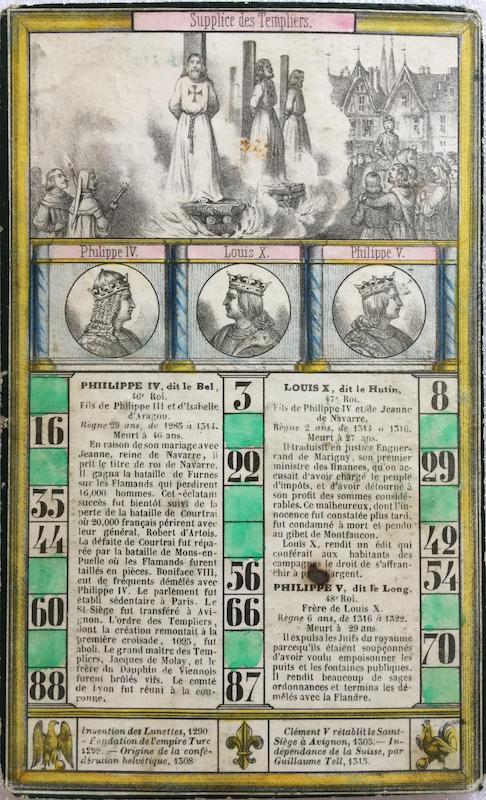 Supplice des Templiers.
Philippe IV.
Louis X.
Philippe V.
PHIILIPPE IV, dit le Bel,
46e Roi.
Fils de Philippe III et d'Isabelle
d'Aragon.
Règne 29 ans, de 1285 à 1314.
Meurt à 46 ans.
En raison de son mariage avec
Jeanne, reine de Navarre, il
prit le titre de roi de Navarre.
Il gagna la bataille de Furnes
sur les Flamands qui perdirent
16,000 hommes. Cet éclatant
succès fut bientôt suivi de la
perte de la bataille de Courtrai
où 20,000 français périrent avec
leur général, Robert d'Artois.
La défaite de Courtrai fut répa-
rée par la bataille de Mons-en-
Puelle où les Flamands furent
taillés en pièces. Boniface VIII,
eut de fréquents démêlés avec
Philippe IV. Le parlement fut
établi sédentaire à Paris. Le
St-Siège fut transféré à Avi-
gnon. L'ordre des Templiers,
dont la création remontait à la
première croisade, 1095, fut
aboli. Le grand maître des Tem-
pliers, Jacques de Molay, et le
frère du Dauphin de Viennois
furent brûlés vifs. Le comté
de Lyon fut réuni à la cou-
ronne.
16
35
44
60
88
3
22
56
66
87
LOUIS X, dit le Hutin,
47e Roi.
Fils de Philippe IV et de Jeanne
de Navarre.
Règne 2 ans, de 1314 à 1316.
Meurt à 27 ans.
Il traduisit en justice Enguer-
rand de Marigny, son premier
ministre des finances, qu'on ac-
cusait d'avoir chargé le peuple
d'impôts, et d'avoir détourné à
son profit des sommes considé-
rables. Ce malheureux, dont l'in-
nocence fut constatée plus tard,
fut condamné à mort et pendu
au gibet de Montfaucon.
Louis X, rendit un édit qui
conférait aux habitants des
campagnes le droit de s'affran-
chir à argent.
PHILIPPE V, dit le Long,
48e Roi.
Frère de Louis X.
Règne 6 ans, de 1316 à 1322.
Meurt à 29 ans
Il expulsa les Juifs du royaume
parcequ'ils étaient soupçonnés
d'avoir voulu empoisonner les
puits et les fontaines publiques.
Il rendit beaucoup de sages
ordonnances et termina les dé-
mêlés avec la Flandre.
8
29
42
54
70
Invention des Lunettes, 1290
- Fondation de l'empire Turc
1299. — Origine de la confé-
dération helvétique, 1308
Clément V rétablit le Saint-
Siège à Avignon, 1305. — In-
dépendance de la Suisse, par
Guillaume Tell, 1315.